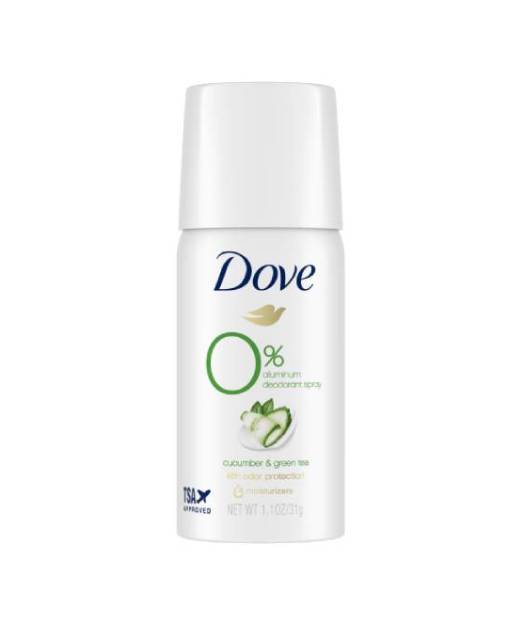 Dove
0%
aluminum
deodorant spray
cucumber & green tea
48h odor protection
moisturizers
TSA
APPROVED
NET WT 1.1OZ/31g